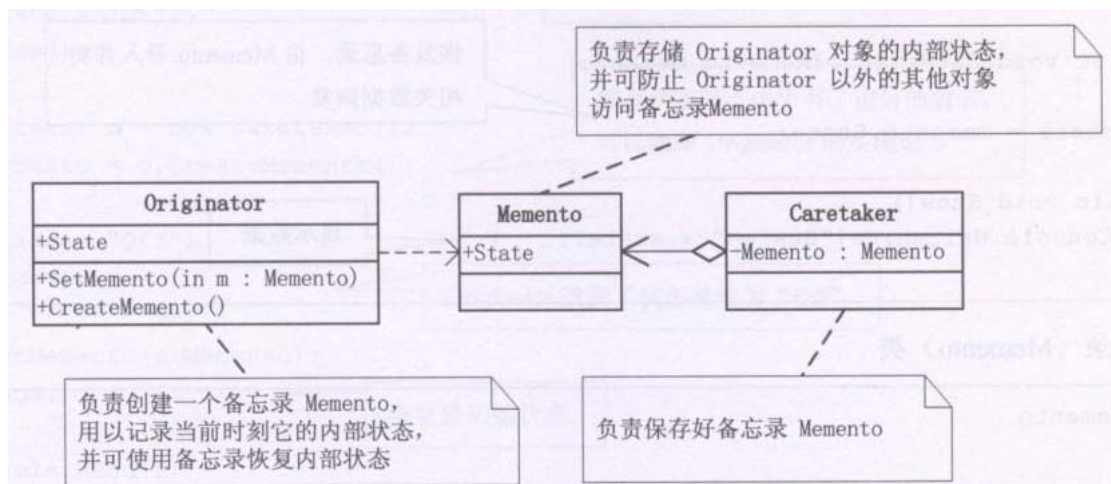 负责存储 Originator 对象的内部状态，
并可防止 Originator 以外的其他对象
访问备忘录Memento
Originator
+State
+SetMemento(in m : Memento)
+CreateMemento()
Memento
+State
Caretaker
-Memento : Memento
负责创建一个备忘录 Memento，
用以记录当前时刻它的内部状态，
并可使用备忘录恢复内部状态
负责保存好备忘录 Memento